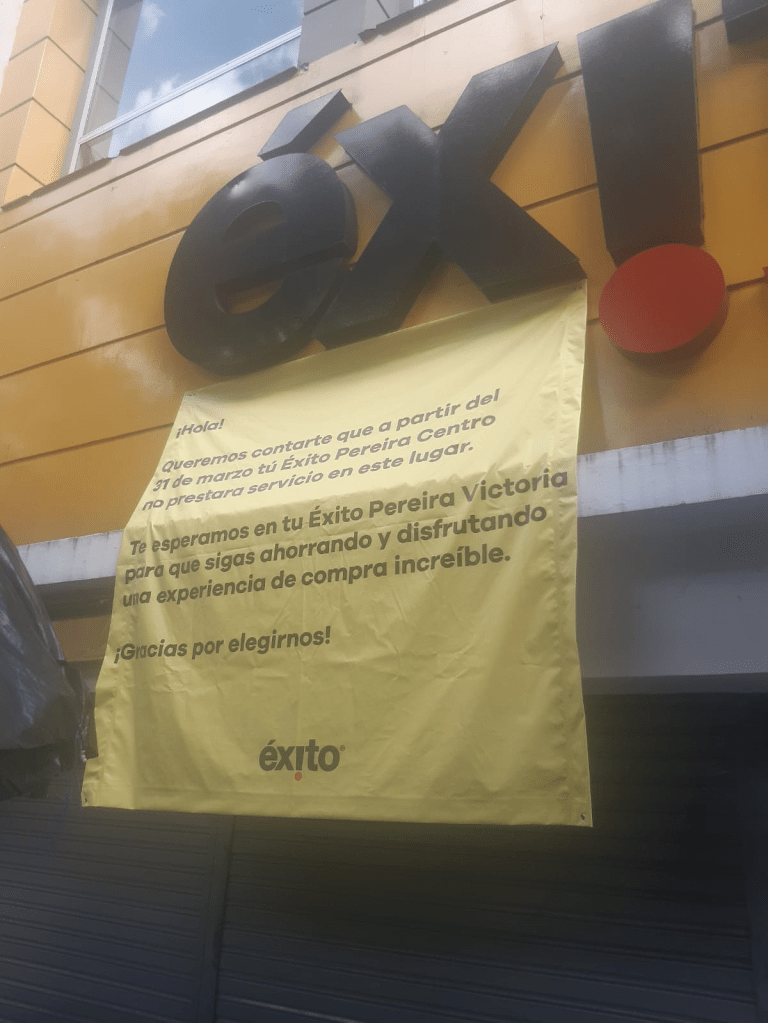 éxi
¡Hola!
Queremos contarte que a partir del
31 de marzo tú Éxito Pereira Centro
no prestara servicio en este lugar.
Te esperamos en tu Éxito Pereira Victoria
para que sigas ahorrando y disfrutando
una experiencia de compra increíble.
¡Gracias por elegirnos!
éxito